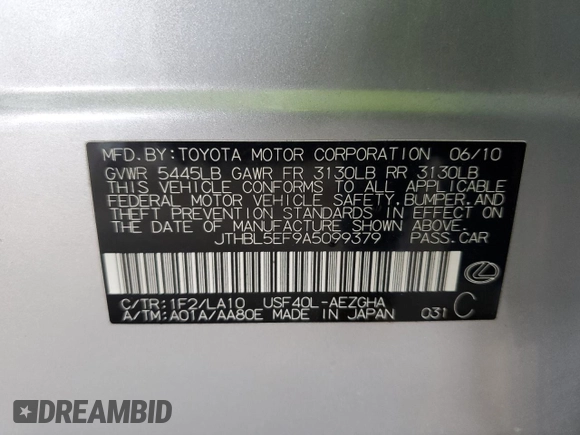 MFD.BY:TOYOTA MOTOR CORPORATION 06/10
GVWR 5445LB GAWR FR 3130LB RR 3130LB
THIS VEHICLE CONFORMS TO ALL APPLICABLE
FEDERAL MOTOR VEHICLE SAFETY,BUMPER,AND
THEFT PREVENTION STANDARDS IN EFFECT ON
THE DATE OF MANUFACTURE SHOWN ABOVE.
JTHBL5EF9A5099379 PASS.CAR
C/TR:1F2/LA10 USF40L-AEZGHA
A/TM:A01A/AA80E MADE IN JAPAN 031 C
DREAMBID